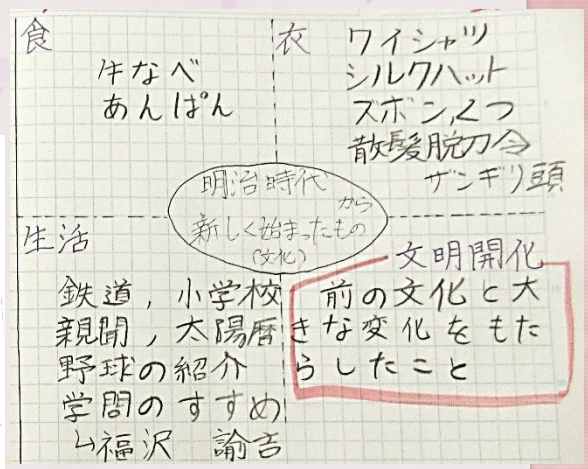 食
牛なべ
あんぱん
衣
ワイシャツ
シルクハット
ズボン,くつ
散髪脱刀令
ザンギリ頭
明治時代
から
新しく始まったもの
(文化)
生活
鉄道,小学校
親聞,太陽暦
野球の紹介
学問のすすめ
↳福沢 諭吉
文明開化
前の文化と大
きな変化をもた
らしたこと